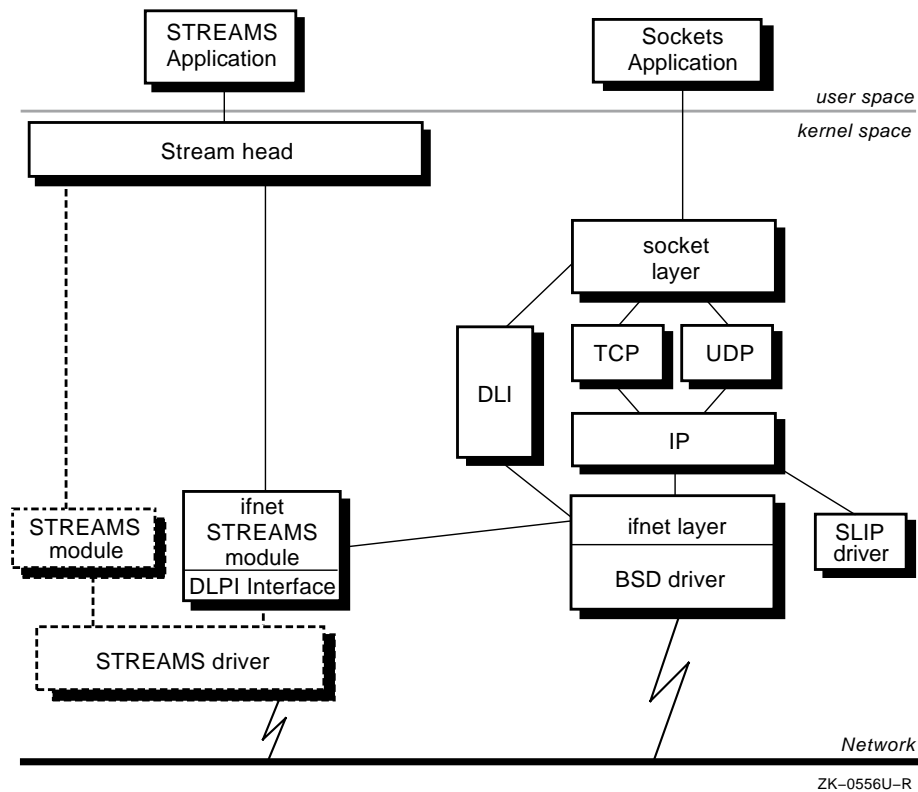 STREAMS
Application
Sockets
Application
user space
kernel space
Stream head
socket
layer
TCP
UDP
DLI
IP
ifnet
STREAMS
module
DLPI Interface
STREAMS
module
ifnet layer
BSD driver
SLIP
driver
STREAMS driver
Network
ZK–0556U–R